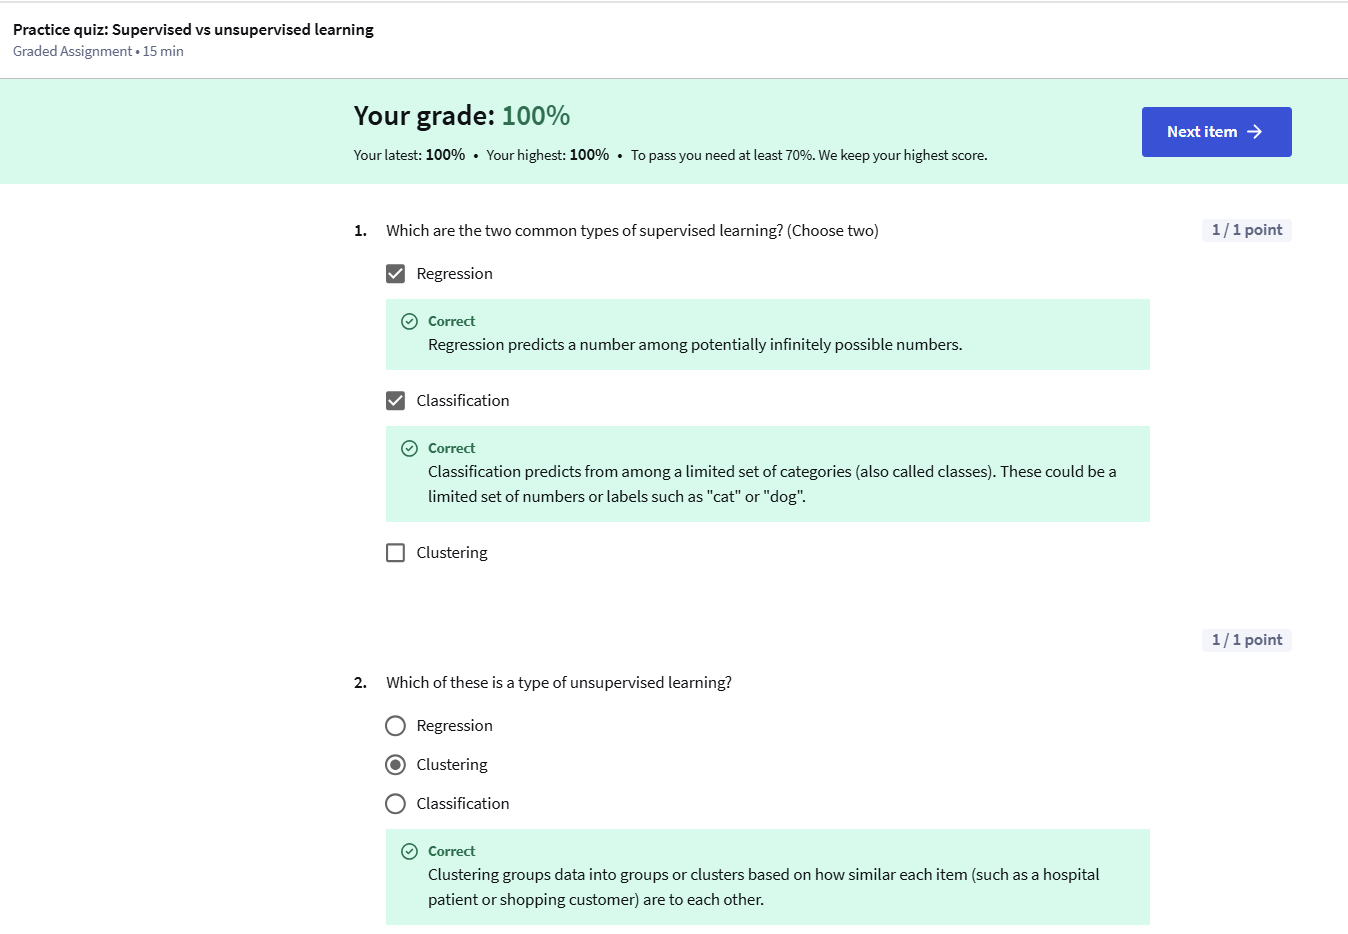 Practice quiz: Supervised vs unsupervised learning
Graded Assignment • 15 min
Your grade: 100%
Your latest: 100% • Your highest: 100% • To pass you need at least 70%. We keep your highest score.
Next item →
1. Which are the two common types of supervised learning? (Choose two)
1 / 1 point
Regression
Correct
Regression predicts a number among potentially infinitely possible numbers.
Classification
Correct
Classification predicts from among a limited set of categories (also called classes). These could be a
limited set of numbers or labels such as "cat" or "dog".
Clustering
1 / 1 point
2. Which of these is a type of unsupervised learning?
Regression
Clustering
Classification
Correct
Clustering groups data into groups or clusters based on how similar each item (such as a hospital
patient or shopping customer) are to each other.